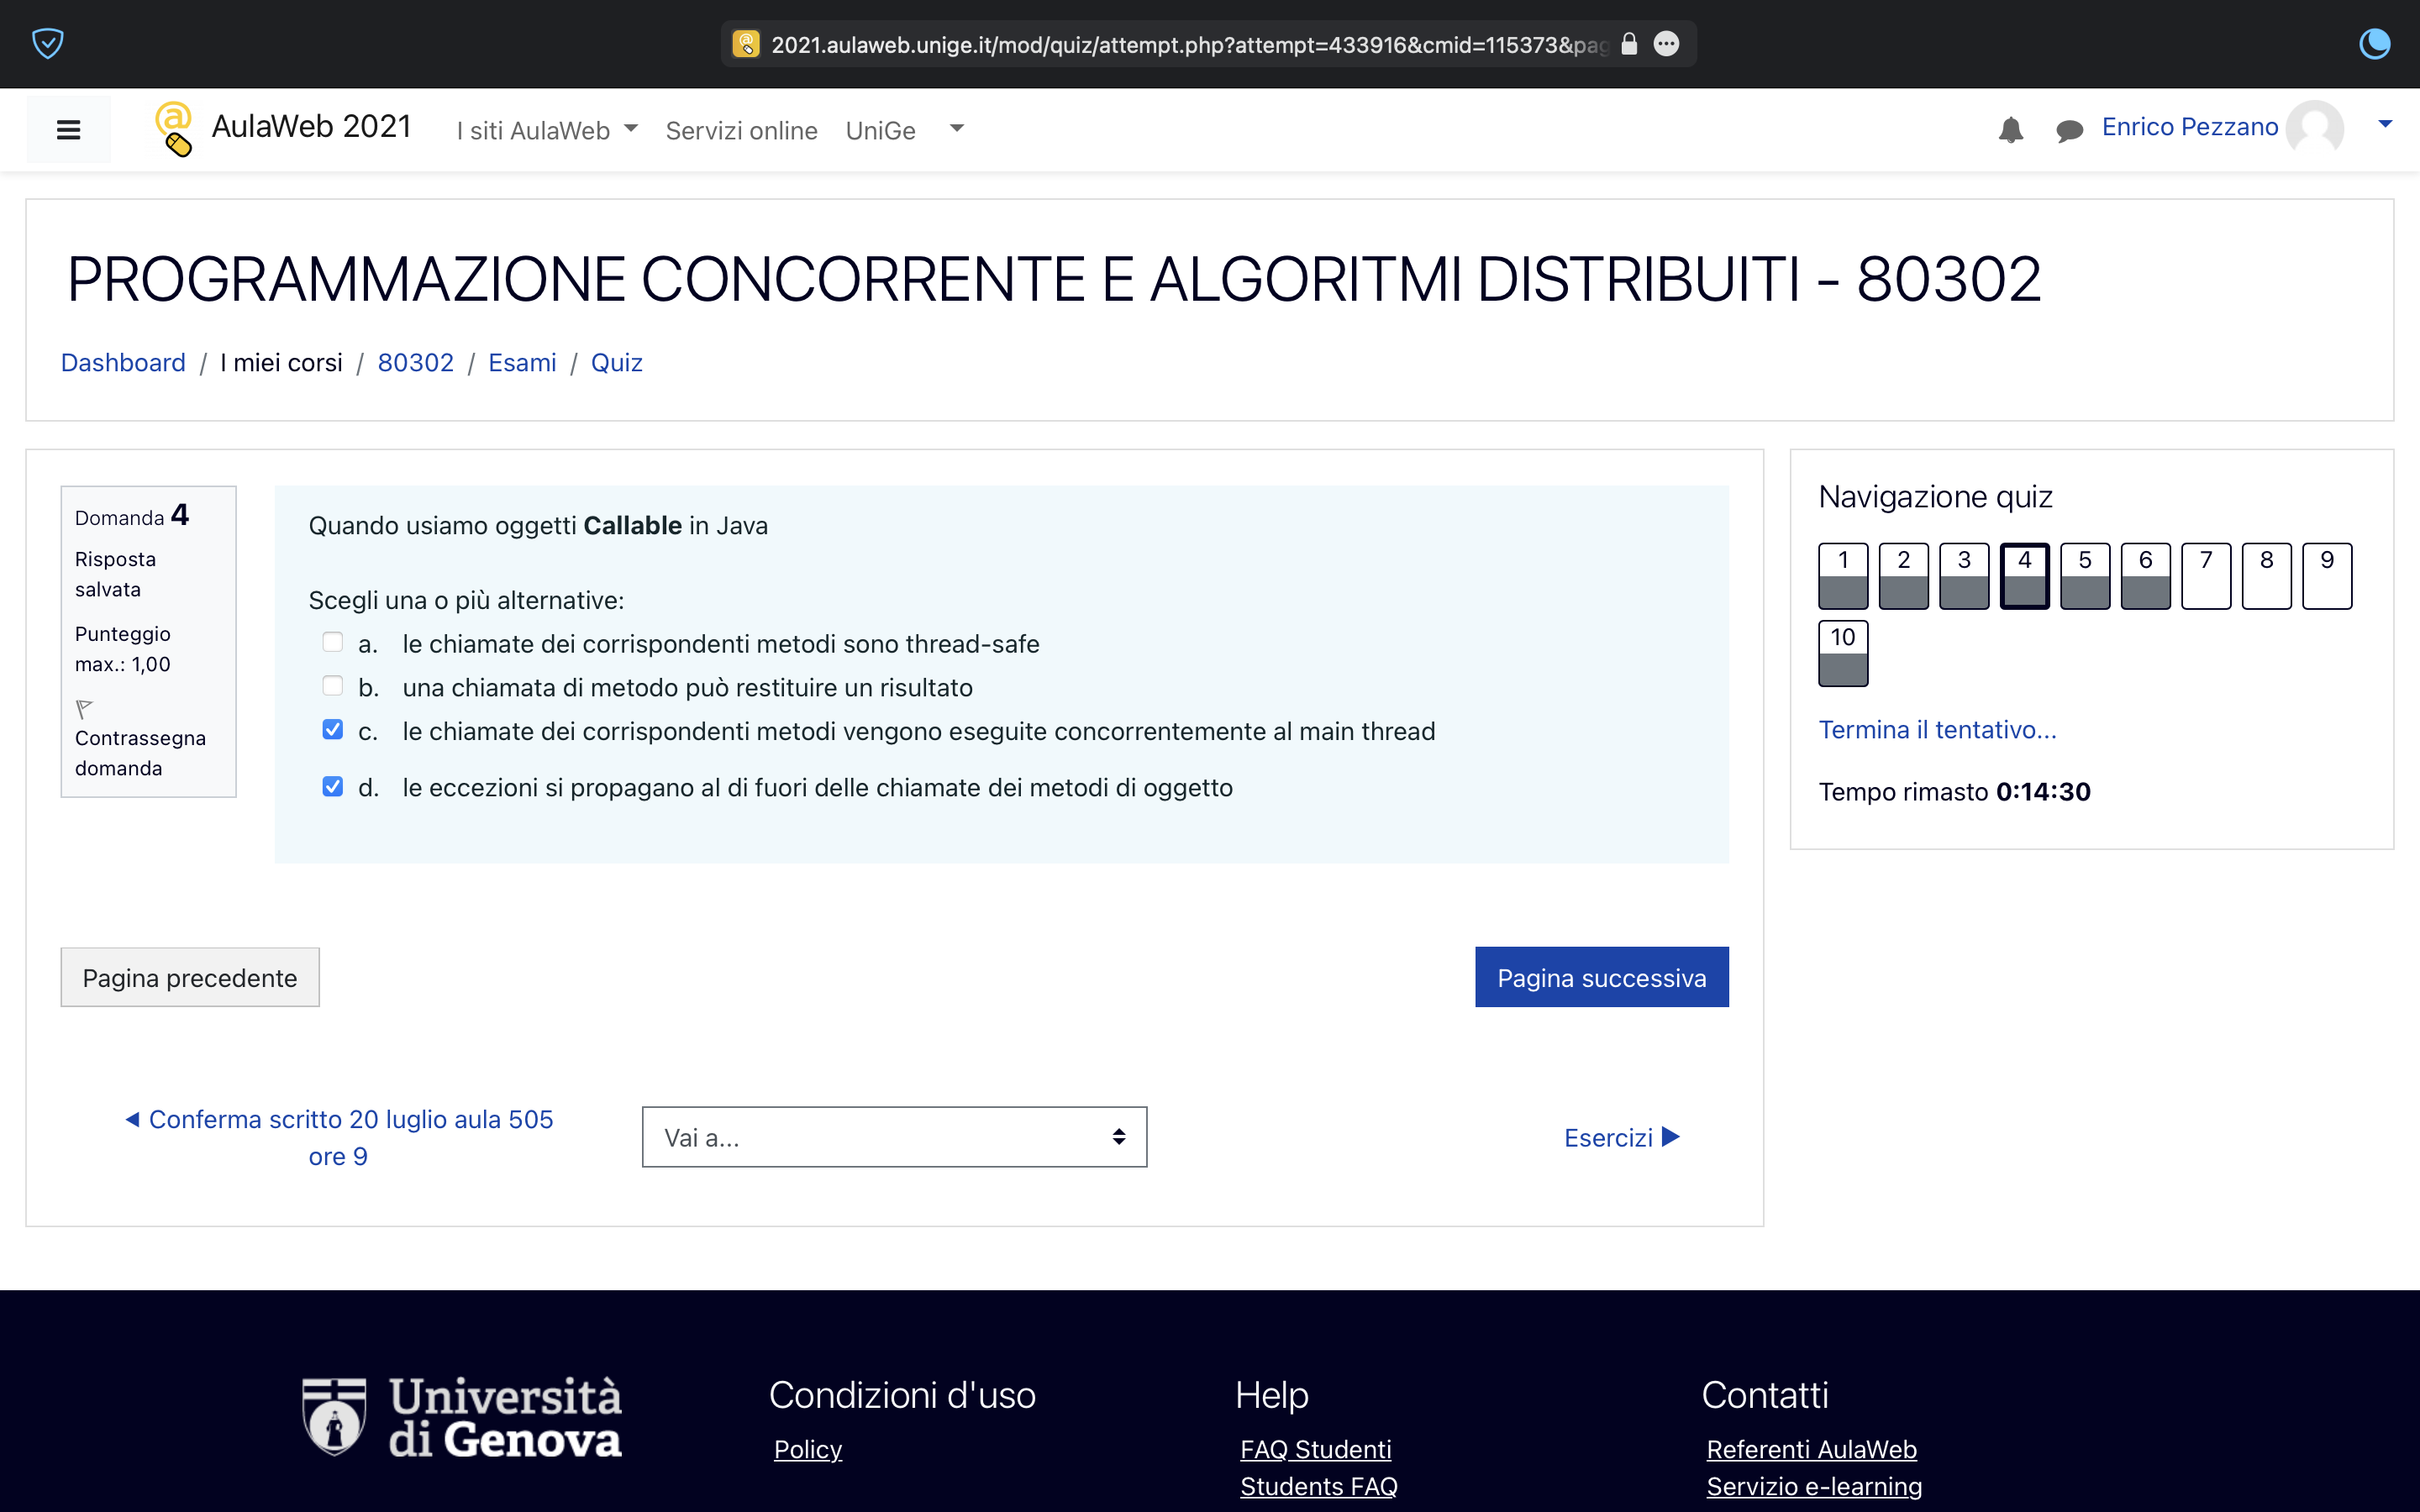 2021.aulaweb.unige.it/mod/quiz/attempt.php?attempt=433916&cmid=115373&pag
AulaWeb 2021
I siti AulaWeb
Servizi online
UniGe
Enrico Pezzano
PROGRAMMAZIONE CONCORRENTE E ALGORITMI DISTRIBUITI - 80302
Dashboard / I miei corsi / 80302 / Esami / Quiz
Domanda 4
Risposta
salvata
Punteggio
max.: 1,00
Contrassegna
domanda
Quando usiamo oggetti Callable in Java
Scegli una o più alternative:
a. le chiamate dei corrispondenti metodi sono thread-safe
b. una chiamata di metodo può restituire un risultato
c. le chiamate dei corrispondenti metodi vengono eseguite concorrentemente al main thread
d. le eccezioni si propagano al di fuori delle chiamate dei metodi di oggetto
Pagina precedente
Pagina successiva
◄ Conferma scritto 20 luglio aula 505
ore 9
Vai a...
Esercizi ►
Navigazione quiz
1 2 3 4 5 6 7 8 9
10
Termina il tentativo...
Tempo rimasto 0:14:30
Università
di Genova
Condizioni d'uso
Policy
Help
FAQ Studenti
Students FAQ
Contatti
Referenti AulaWeb
Servizio e-learning